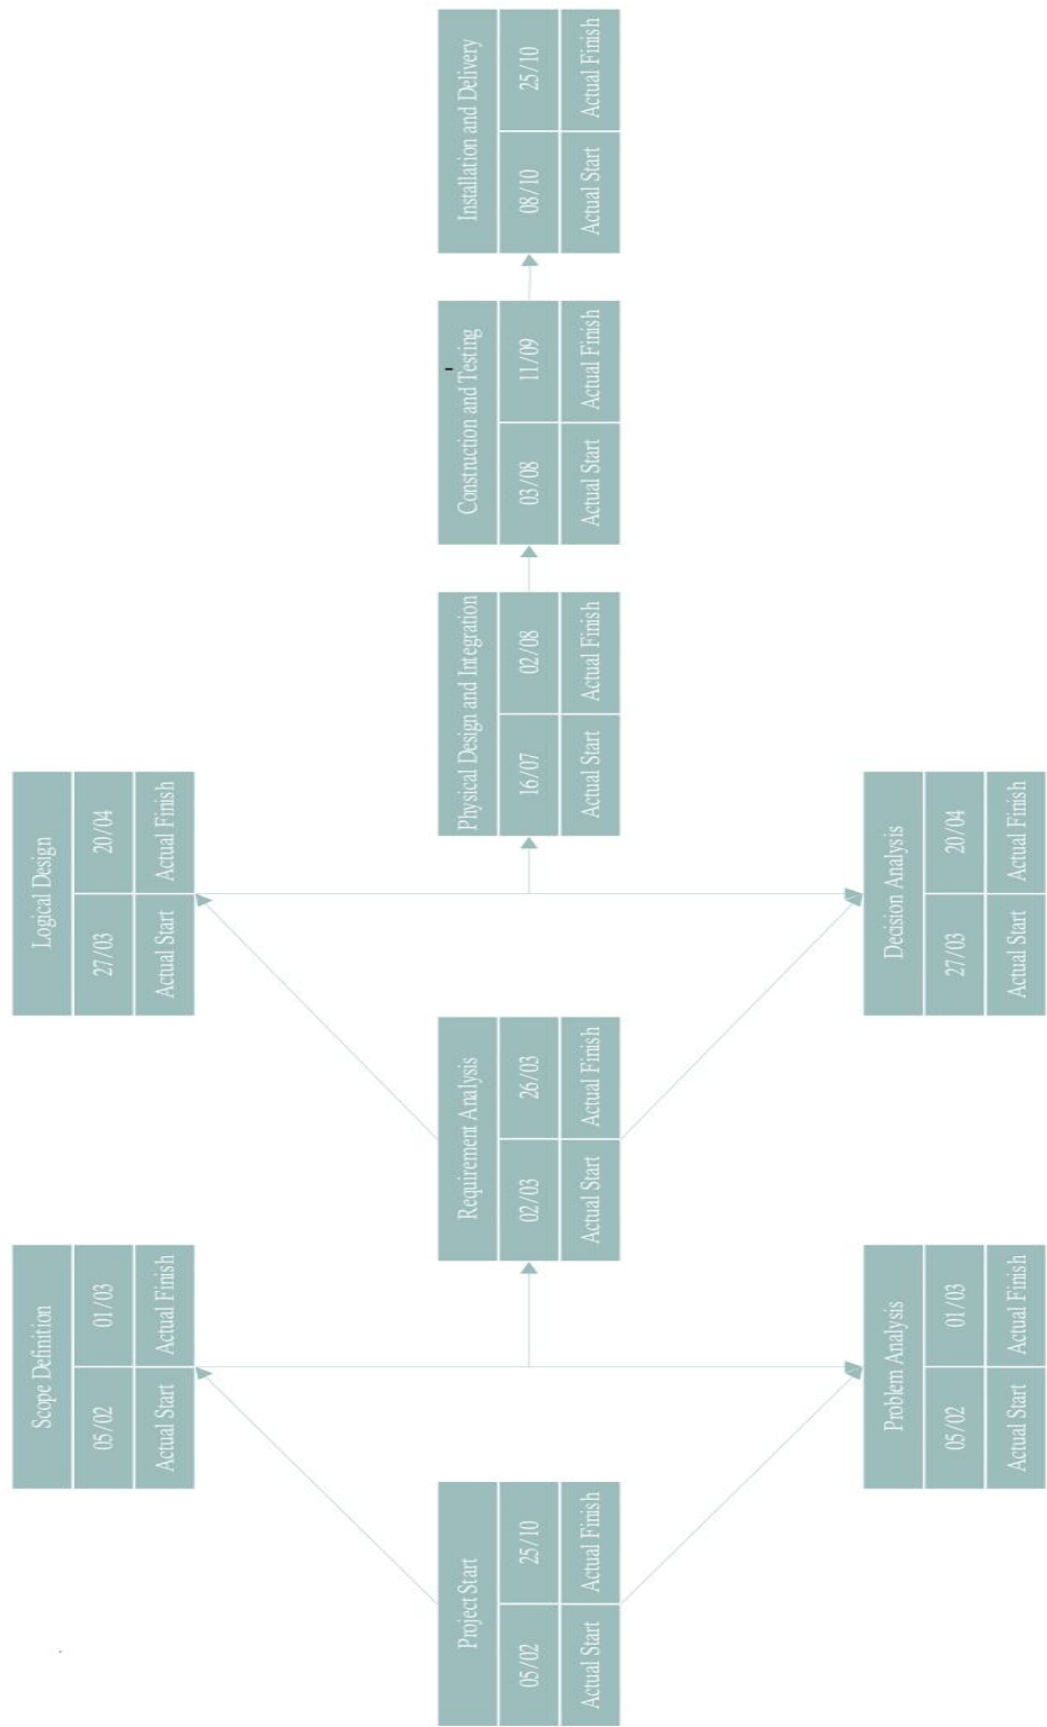 Project Start
05/02 25/10
Actual Start Actual Finish
Scope Definition
05/02 01/03
Actual Start Actual Finish
Problem Analysis
05/02 01/03
Actual Start Actual Finish
Requirement Analysis
02/03 26/03
Actual Start Actual Finish
Logical Design
27/03 20/04
Actual Start Actual Finish
Decision Analysis
27/03 20/04
Actual Start Actual Finish
Physical Design and Integration
16/07 02/08
Actual Start Actual Finish
Construction and Testing
03/08 11/09
Actual Start Actual Finish
Installation and Delivery
08/10 25/10
Actual Start Actual Finish